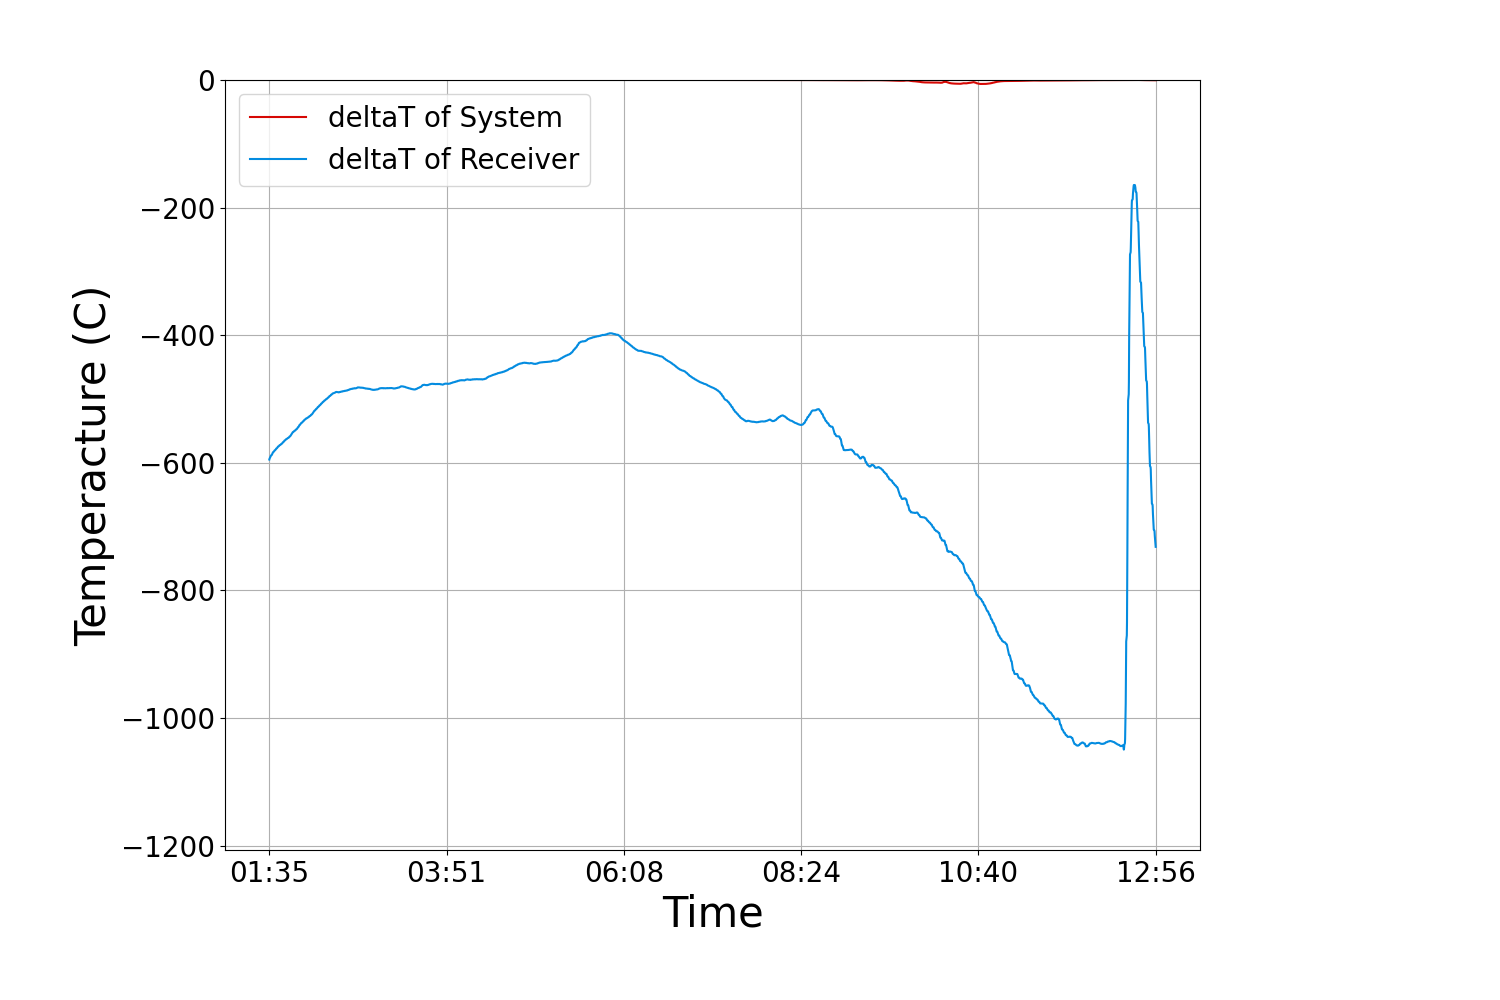 0
deltaT of System
deltaT of Receiver
−200
−400
−600
−800
−1000
−1200
Temperacture (C)
01:35 03:51 06:08 08:24 10:40 12:56
Time